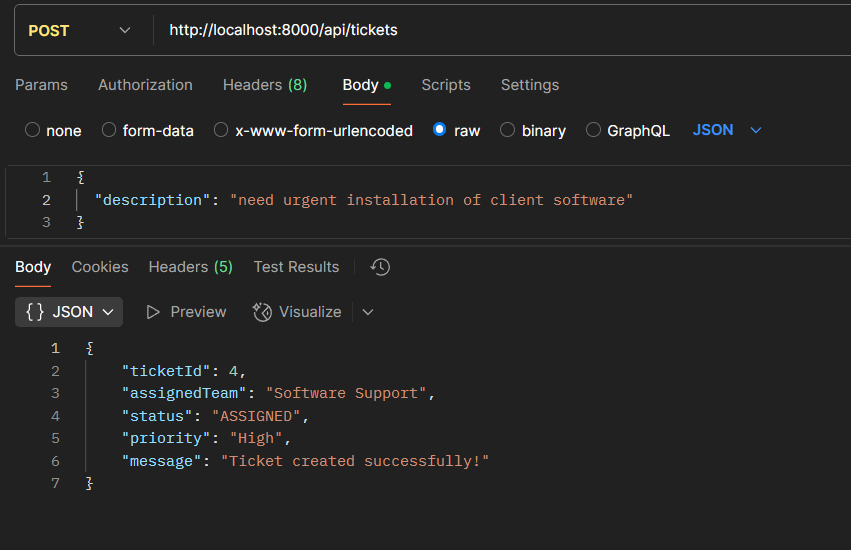 POST http://localhost:8000/api/tickets
Params Authorization Headers (8) Body Scripts Settings
none form-data x-www-form-urlencoded raw binary GraphQL JSON
1 {
2 "description": "need urgent installation of client software"
3 }
Body Cookies Headers (5) Test Results
{} JSON Preview Visualize
1 {
2 "ticketId": 4,
3 "assignedTeam": "Software Support",
4 "status": "ASSIGNED",
5 "priority": "High",
6 "message": "Ticket created successfully!"
7 }